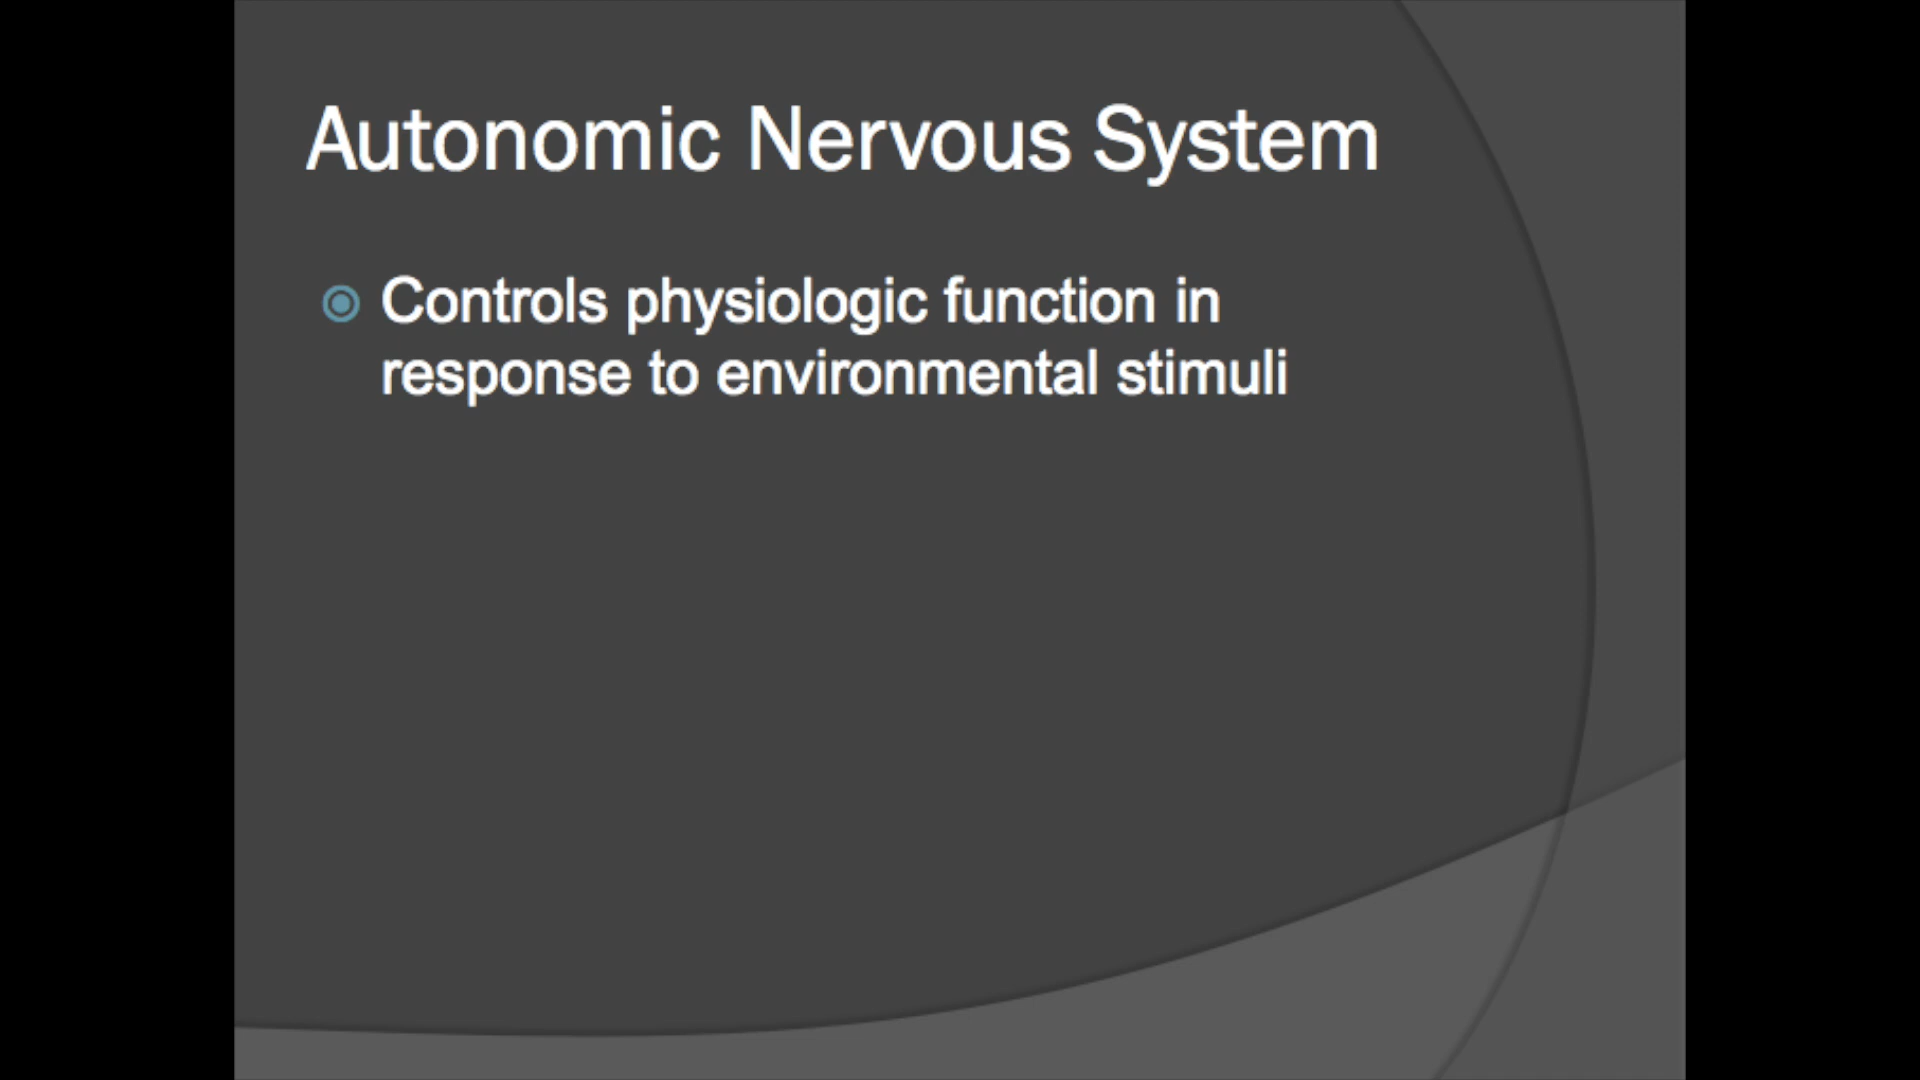 Autonomic Nervous System
Controls physiologic function in
response to environmental stimuli